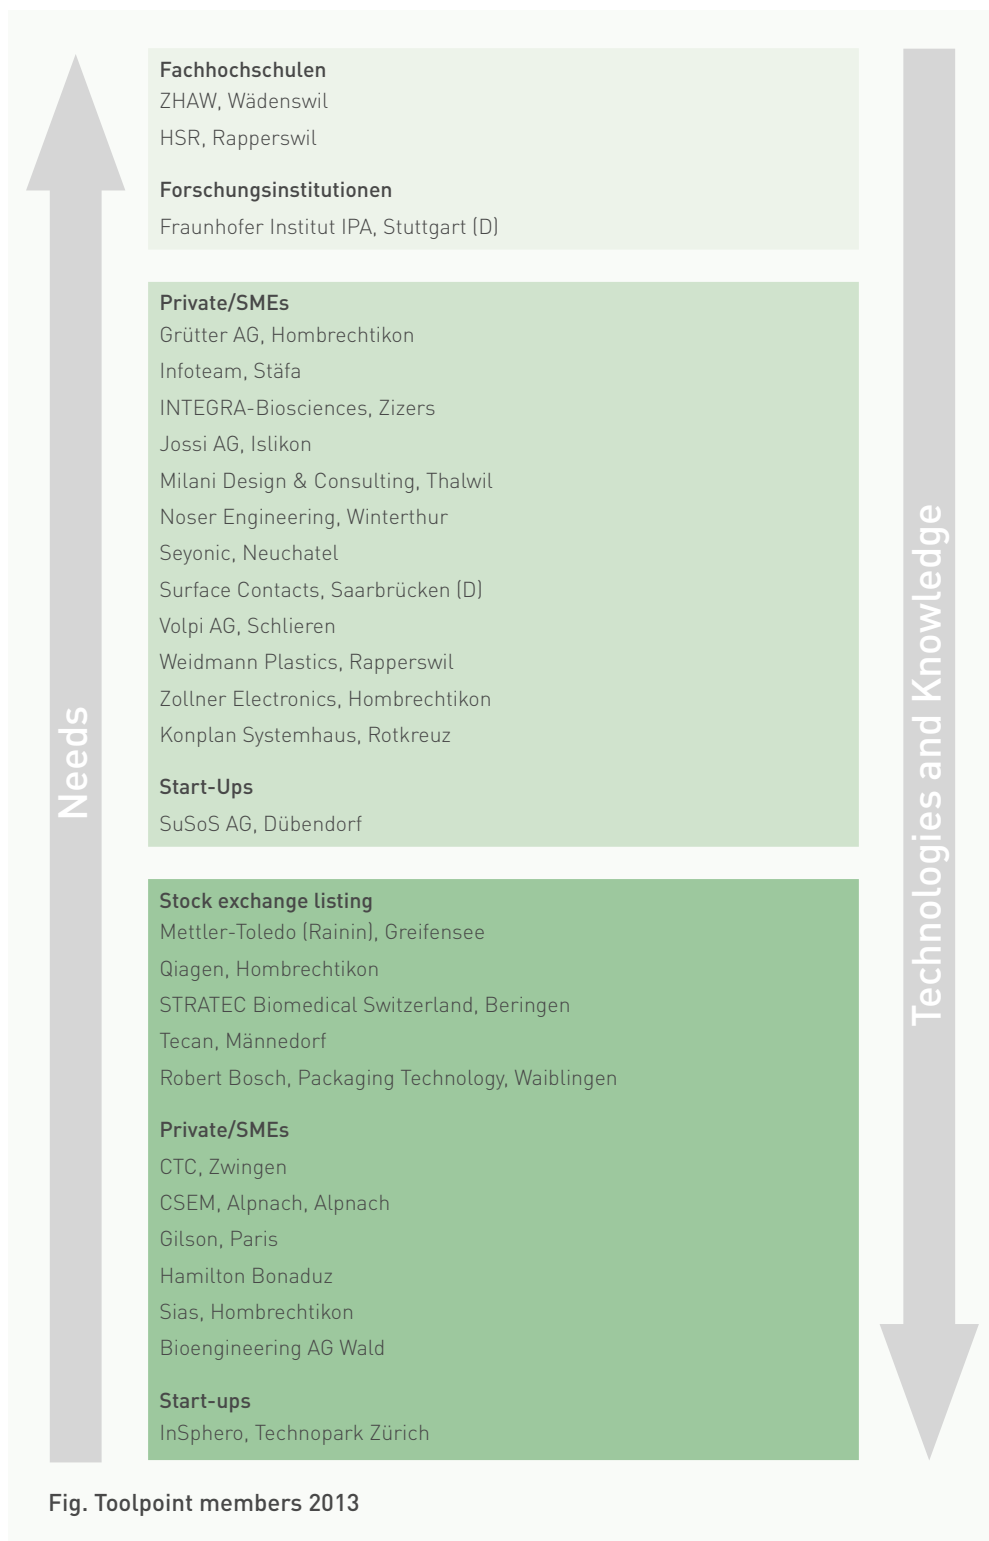 Fachhochschulen
ZHAW, Wädenswil
HSR, Rapperswil
Forschungsinstitutionen
Fraunhofer Institut IPA, Stuttgart (D)
Private/SMEs
Grütter AG, Hombrechtikon
Infoteam, Stäfa
INTEGRA-Biosciences, Zizers
Jossi AG, Islikon
Milani Design & Consulting, Thalwil
Noser Engineering, Winterthur
Seyonic, Neuchatel
Surface Contacts, Saarbrücken (D)
Volpi AG, Schlieren
Weidmann Plastics, Rapperswil
Zollner Electronics, Hombrechtikon
Konplan Systemhaus, Rotkreuz
Start-Ups
SuSoS AG, Dübendorf
Stock exchange listing
Mettler-Toledo (Rainin), Greifensee
Qiagen, Hombrechtikon
STRATEC Biomedical Switzerland, Beringen
Tecan, Männedorf
Robert Bosch, Packaging Technology, Waiblingen
Private/SMEs
CTC, Zwingen
CSEM, Alpnach, Alpnach
Gilson, Paris
Hamilton Bonaduz
Sias, Hombrechtikon
Bioengineering AG Wald
Start-ups
InSphero, Technopark Zürich
Needs
Technologies and Knowledge
Fig. Toolpoint members 2013